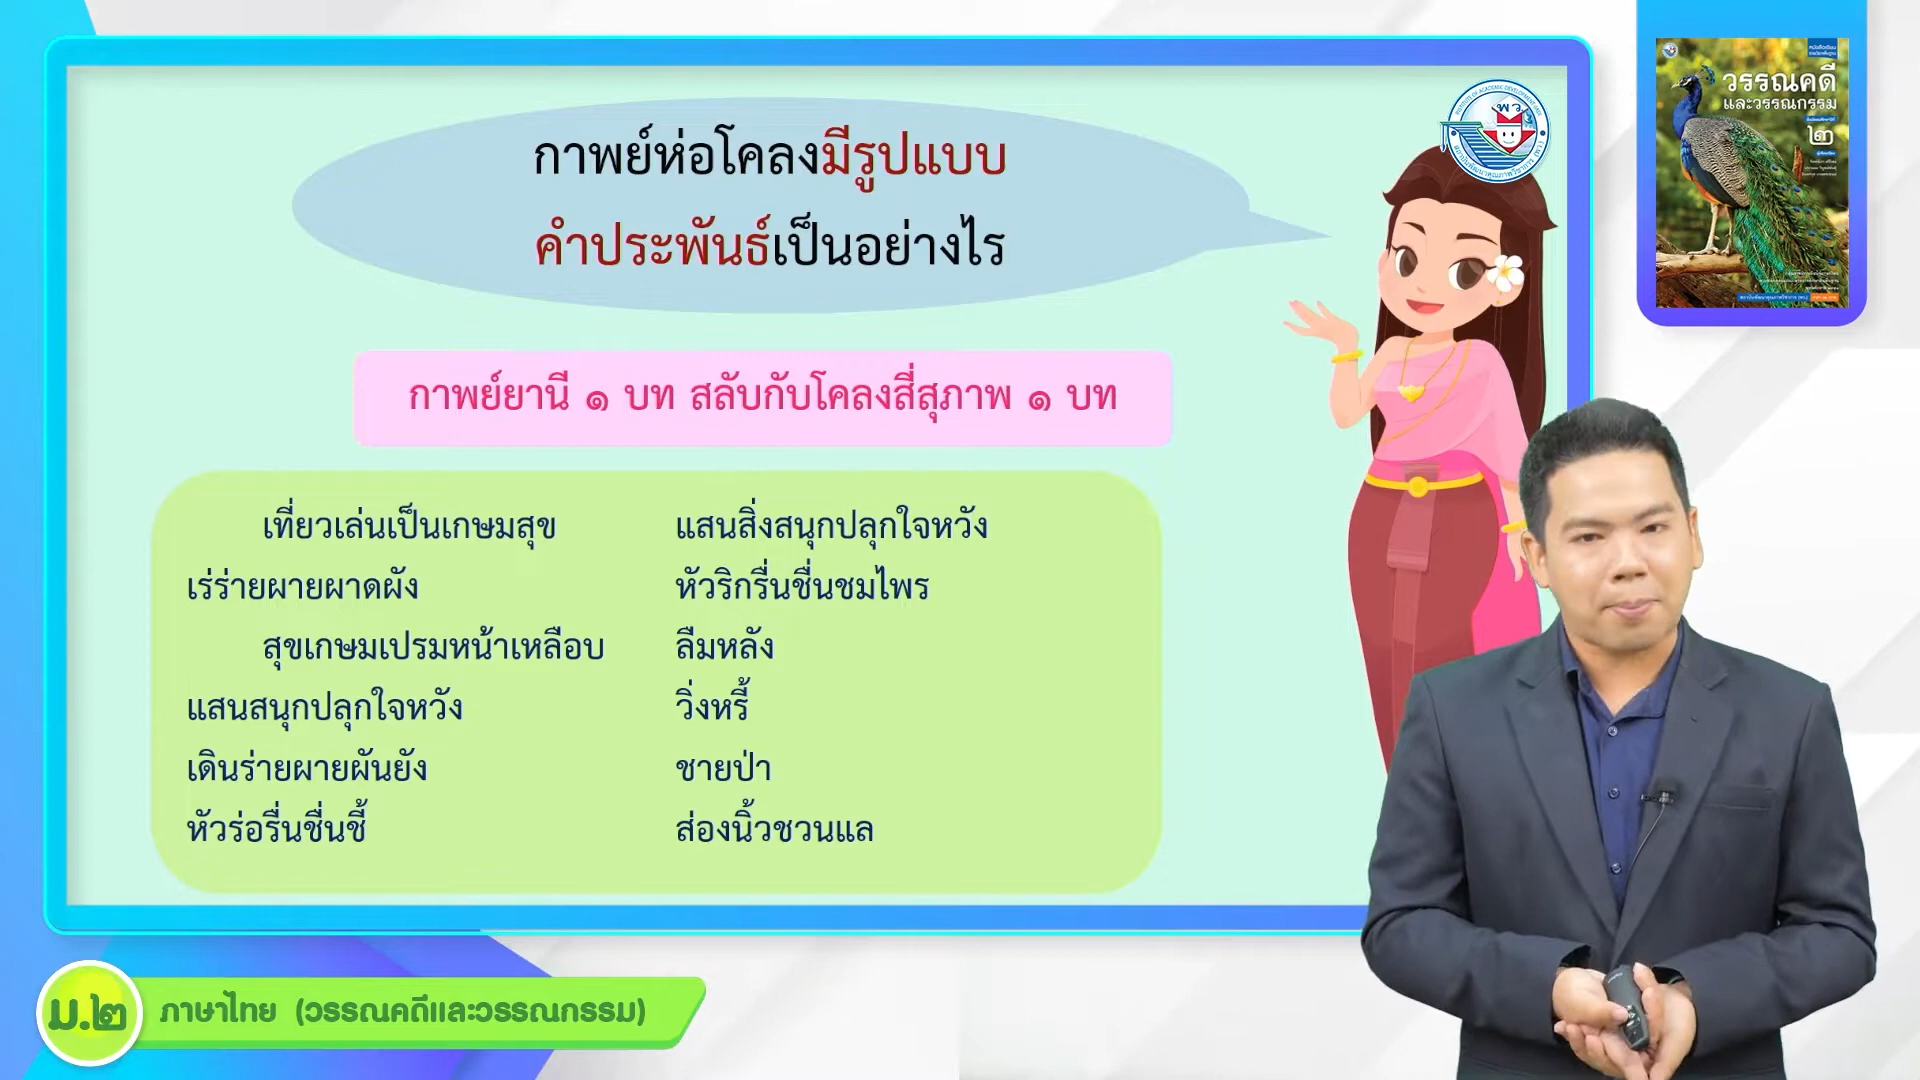 กาพย์ห่อโคลงมีรูปแบบ
คำประพันธ์เป็นอย่างไร
กาพย์ยานี ๑ บท สลับกับโคลงสี่สุภาพ ๑ บท
เที่ยวเล่นเป็นเกษมสุข แสนสิ่งสนุกปลุกใจหวัง
เร่ร่ายผายผาดผัง หัวริกรื่นชื่นชมไพร
สุขเกษมเปรมหน้าเหลือบ ลืมหลัง
แสนสนุกปลุกใจหวัง วิ่งหรี้
เดินร่ายผายผันยัง ชายป่า
หัวร่อรื่นชื่นชี้ ส่องนิ้วชวนแล
พว.
วรรณคดี
และวรรณกรรม
๒
ม.๒ ภาษาไทย (วรรณคดีและวรรณกรรม)